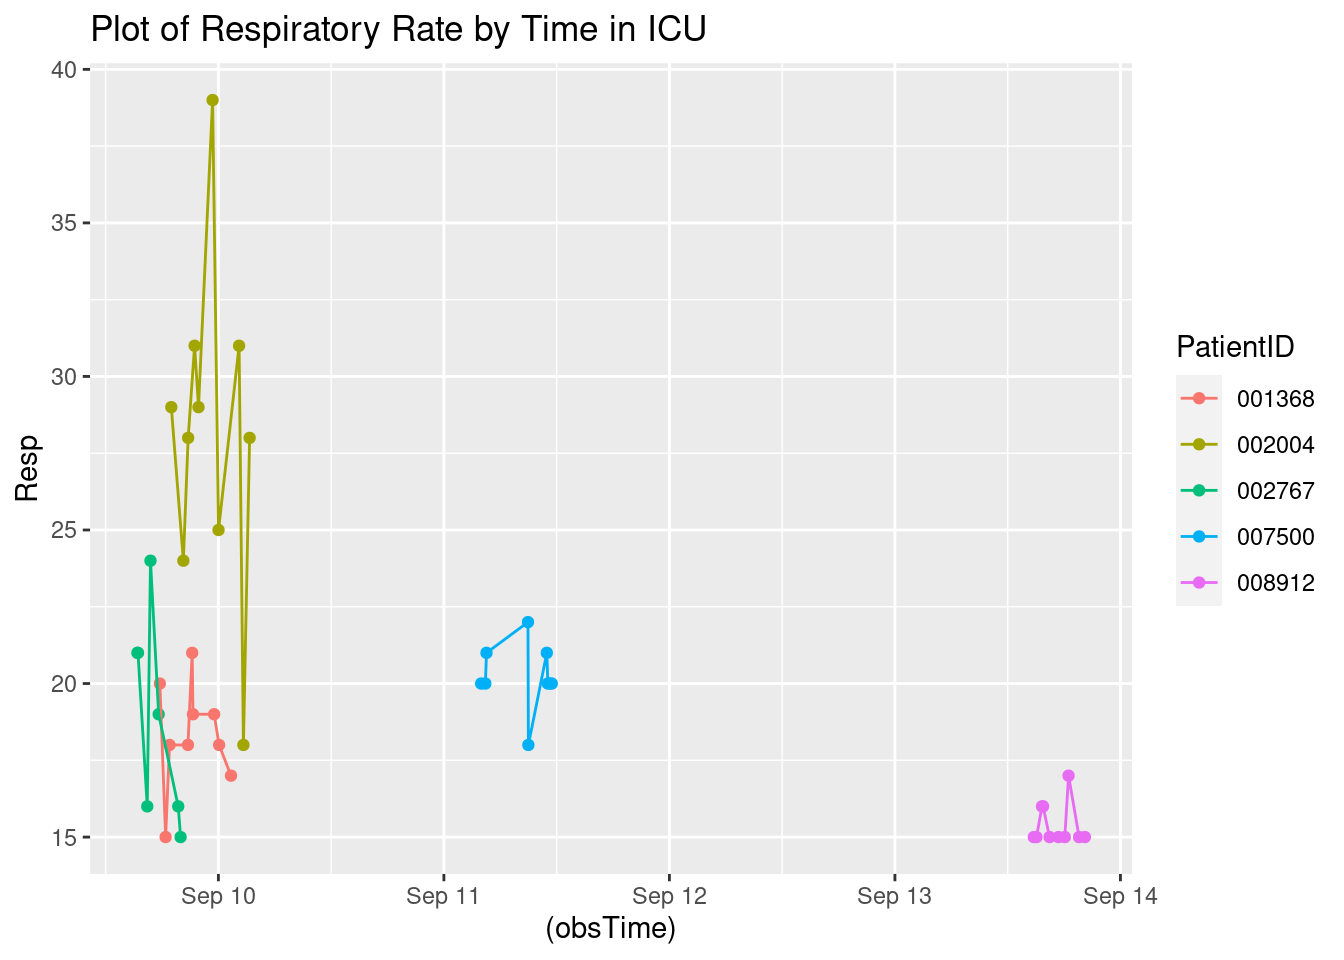 Plot of Respiratory Rate by Time in ICU
40
35
30
25
20
15
Resp
Sep 10
Sep 11
Sep 12
Sep 13
Sep 14
(obsTime)
PatientID
001368
002004
002767
007500
008912